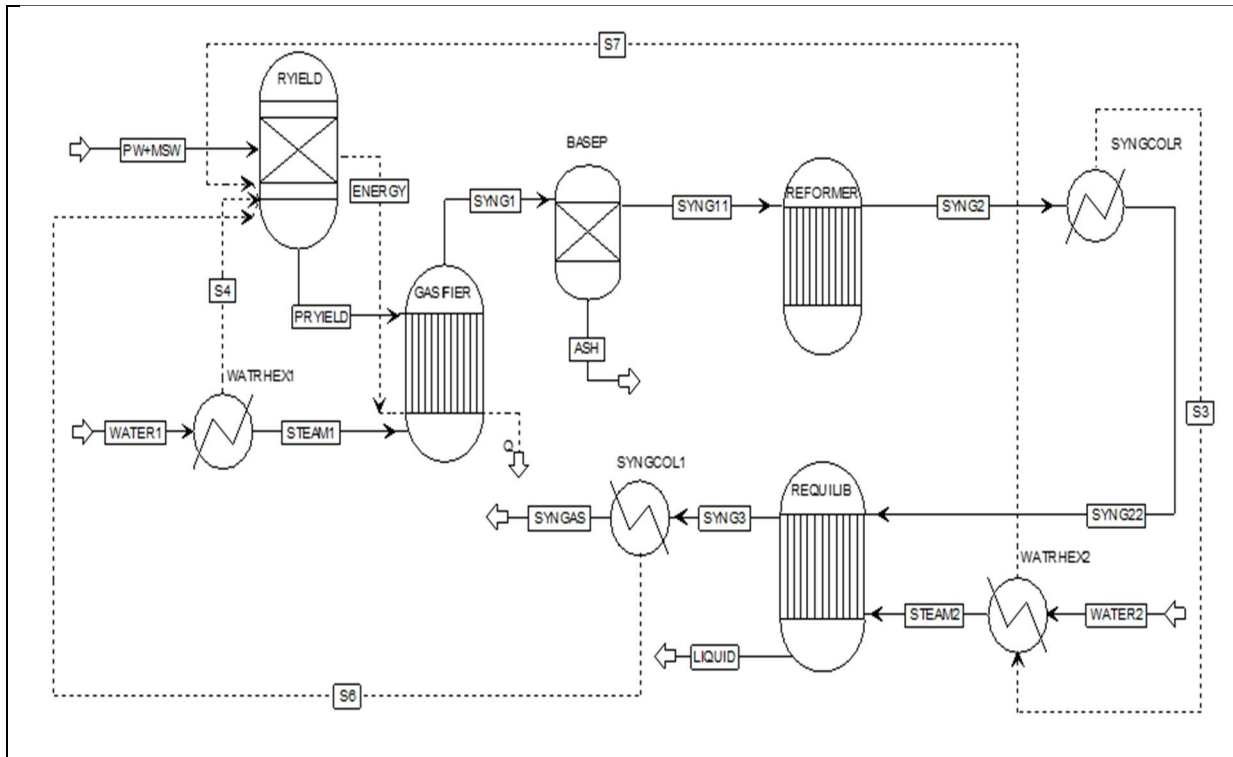 S7
RYIELD
PW+MSW
ENERGY
BASEP
SYNGCOLR
SYNG1
SYNG11
REFORMER
SYNG2
S4
PRYIELD
GASFIER
ASH
WATRHEX1
WATER1
STEAM1
Q
S3
SYNGCOL1
REQUILIB
SYNGAS
SYNG3
SYNG22
WATRHEX2
STEAM2
WATER2
LIQUID
S6